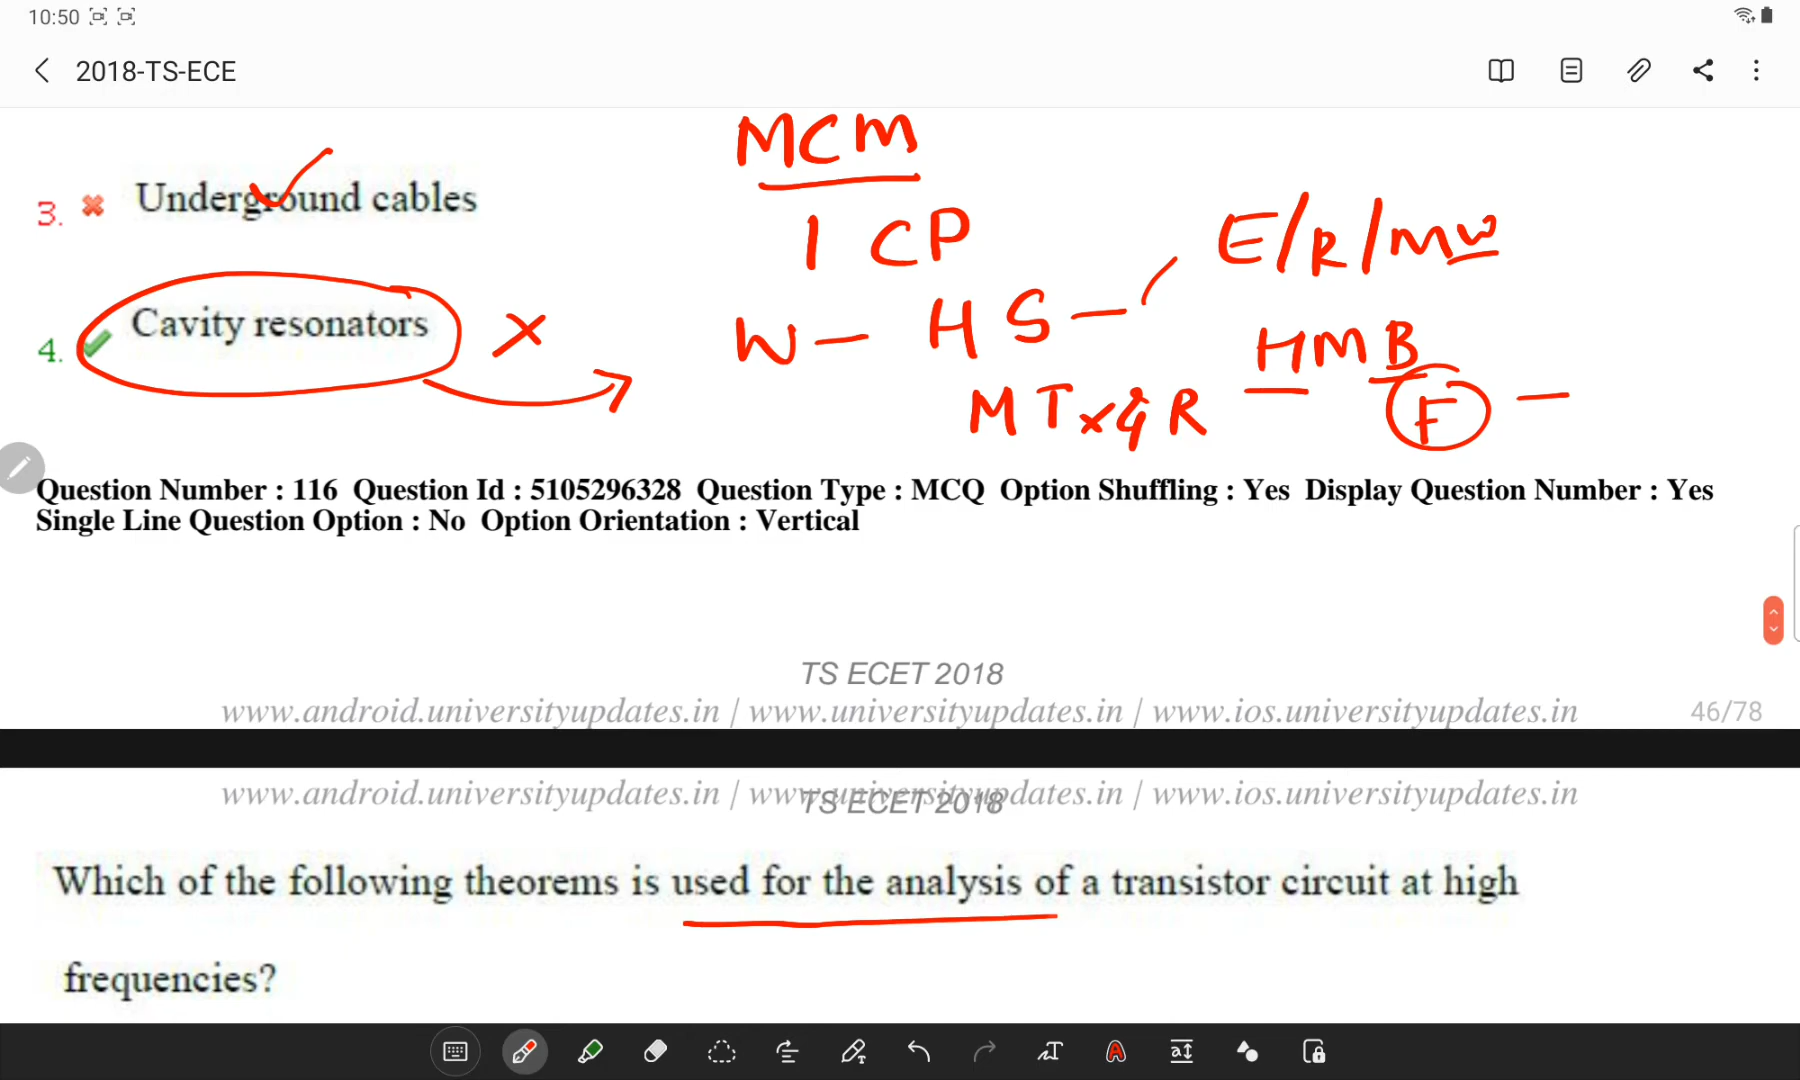 10:50
2018-TS-ECE
MCM
3. Underground cables
1 CP
E/R/MW
4. Cavity resonators
W - HS -
HMB
MTx & R
F -
Question Number : 116 Question Id : 5105296328 Question Type : MCQ Option Shuffling : Yes Display Question Number : Yes
Single Line Question Option : No Option Orientation : Vertical
TS ECET 2018
www.android.universityupdates.in | www.universityupdates.in | www.ios.universityupdates.in
46/78
www.android.universityupdates.in | www.universityupdates.in | www.ios.universityupdates.in
TS ECET 2018
Which of the following theorems is used for the analysis of a transistor circuit at high
frequencies?